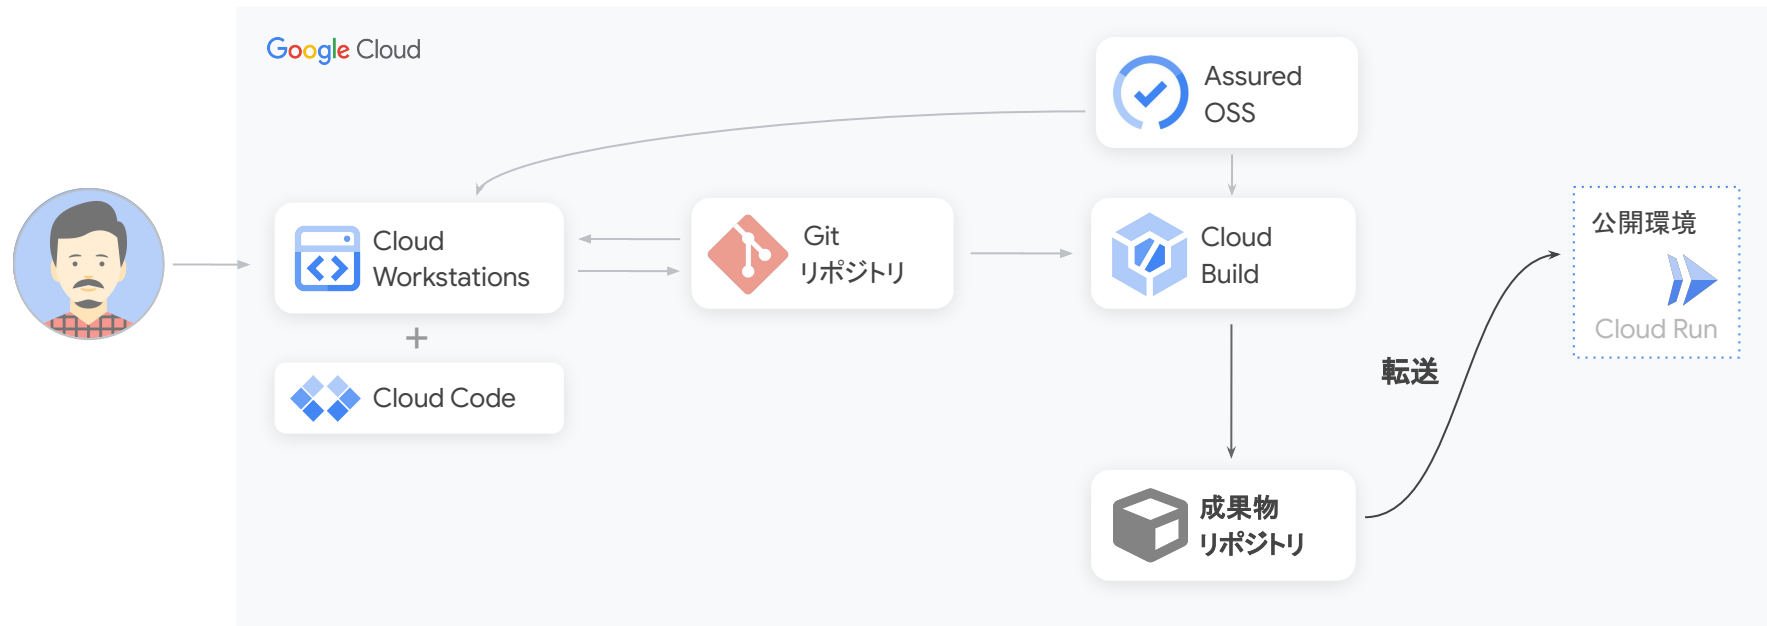 Google Cloud
Assured
OSS
Cloud
Workstations
Git
リポジトリ
Cloud
Build
公開環境
Cloud Run
+
Cloud Code
転送
成果物
リポジトリ